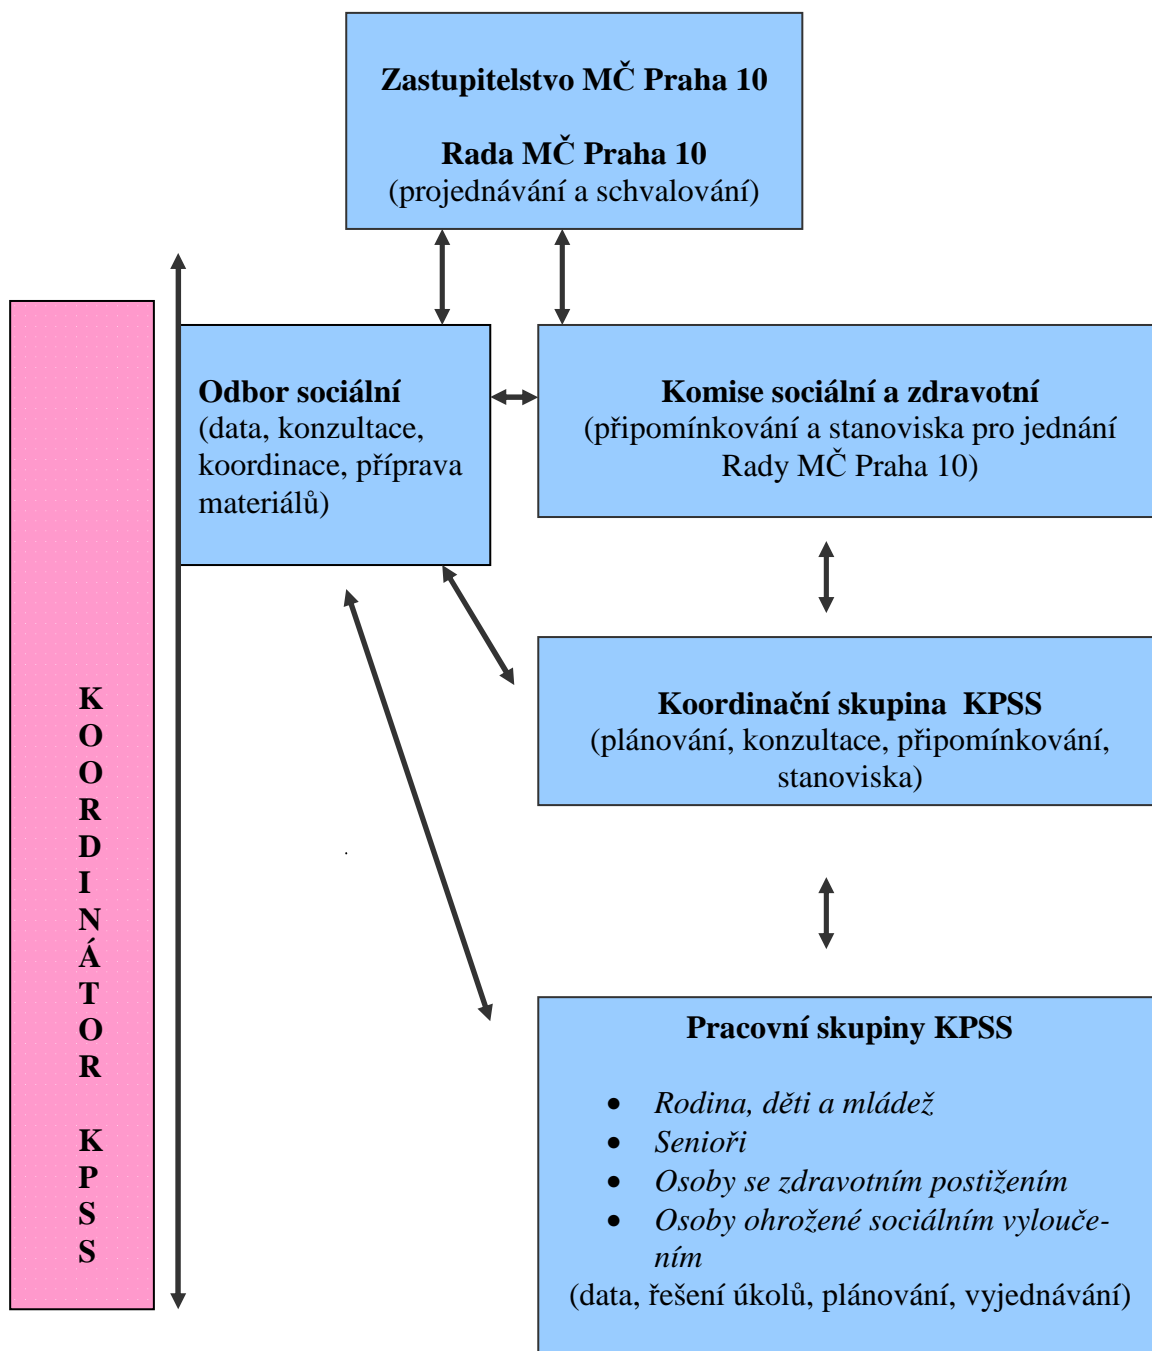 Zastupitelstvo MČ Praha 10
Rada MČ Praha 10
(projednávání a schvalování)
Odbor sociální
(data, konzultace,
koordinace, příprava
materiálů)
Komise sociální a zdravotní
(připomínkování a stanoviska pro jednání
Rady MČ Praha 10)
Koordinační skupina KPSS
(plánování, konzultace, připomínkování,
stanoviska)
K
O
O
R
D
I
N
Á
T
O
R
K
P
S
S
Pracovní skupiny KPSS
• Rodina, děti a mládež
• Senioři
• Osoby se zdravotním postižením
• Osoby ohrožené sociálním vylouče-
ním
(data, řešení úkolů, plánování, vyjednávání)